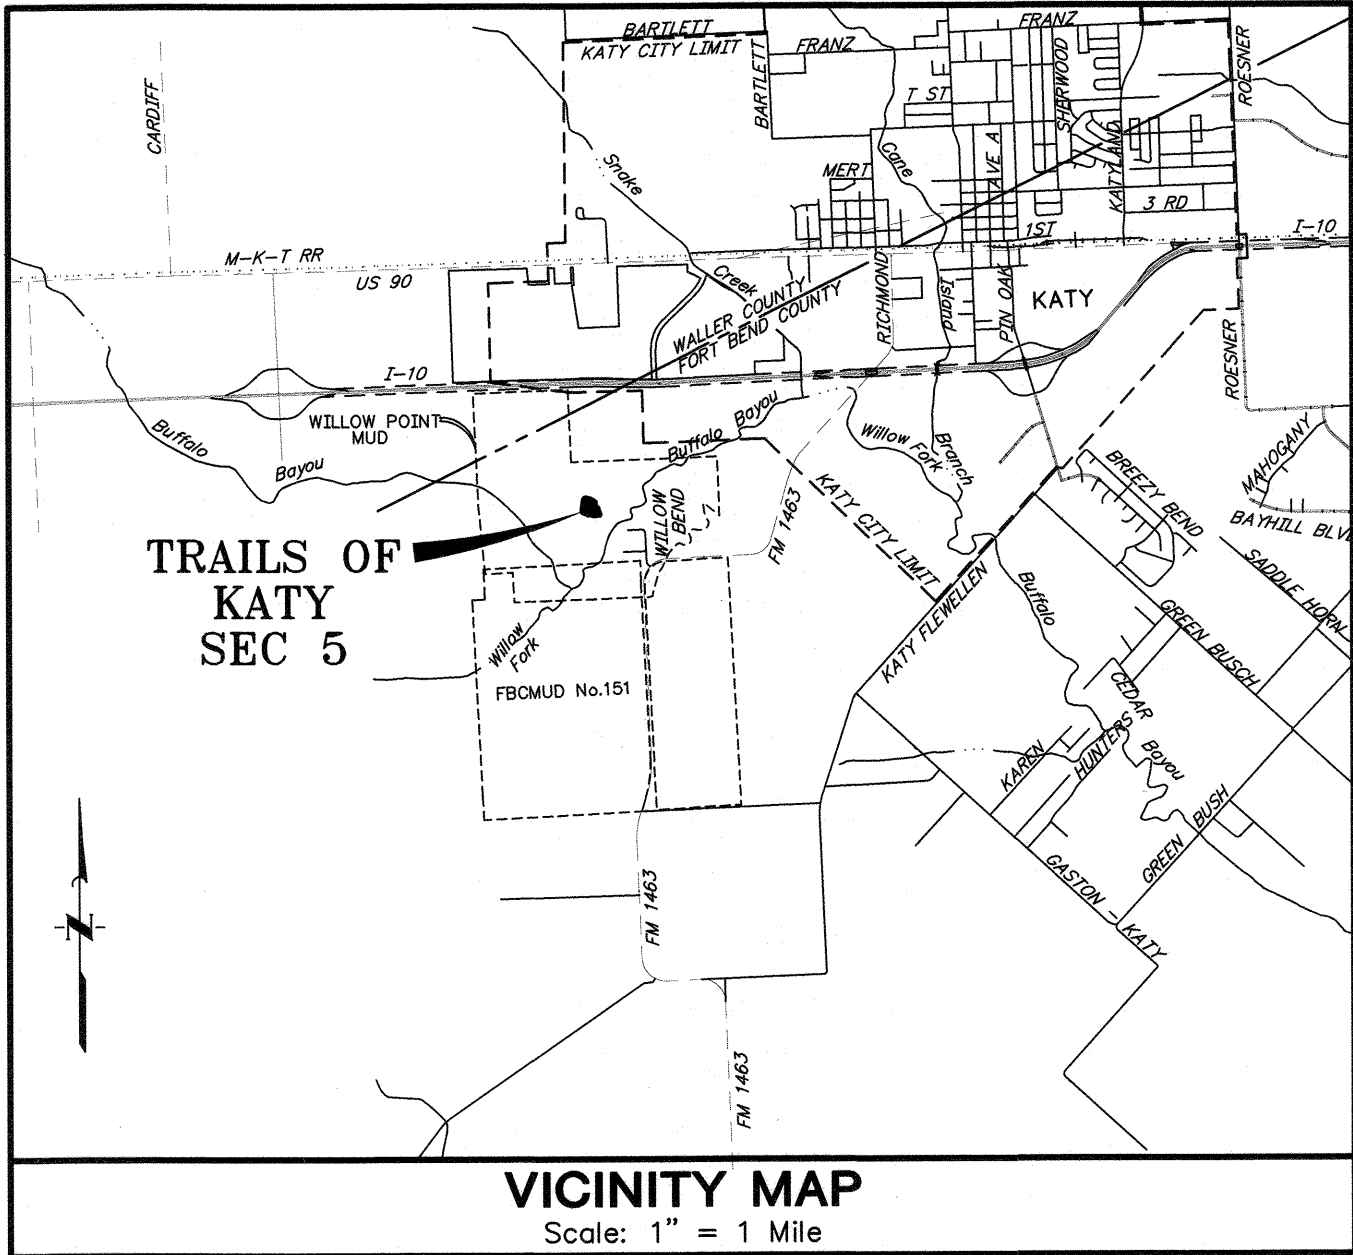 BARTLETT
KATY CITY LIMIT
BARTLETT
FRANZ
FRANZ
ROESNER
CARDIFF
T ST
SHERWOOD
Snake
MERT
Cane
AVE A
KATYLAND
3 RD
1ST
I-10
M-K-T RR
US 90
Creek
WALLER COUNTY
FORT BEND COUNTY
RICHMOND
Island
PIN OAK
KATY
ROESNER
I-10
WILLOW POINT
MUD
Buffalo
Bayou
Buffalo
Bayou
Willow
Fork
Branch
KATY CITY LIMIT
BREEZY BEND
MAHOGANY
BAYHILL BLVD
WILLOW
BEND
FM 1463
TRAILS OF
KATY
SEC 5
KATY FLEWELLEN
Buffalo
SADDLE HORN
GREEN BUSCH
Willow
Fork
FBCMUD No.151
CEDAR
HUNTERS
KAREN
Bayou
GREEN BUSH
GASTON - KATY
N
FM 1463
FM 1463
VICINITY MAP
Scale: 1" = 1 Mile